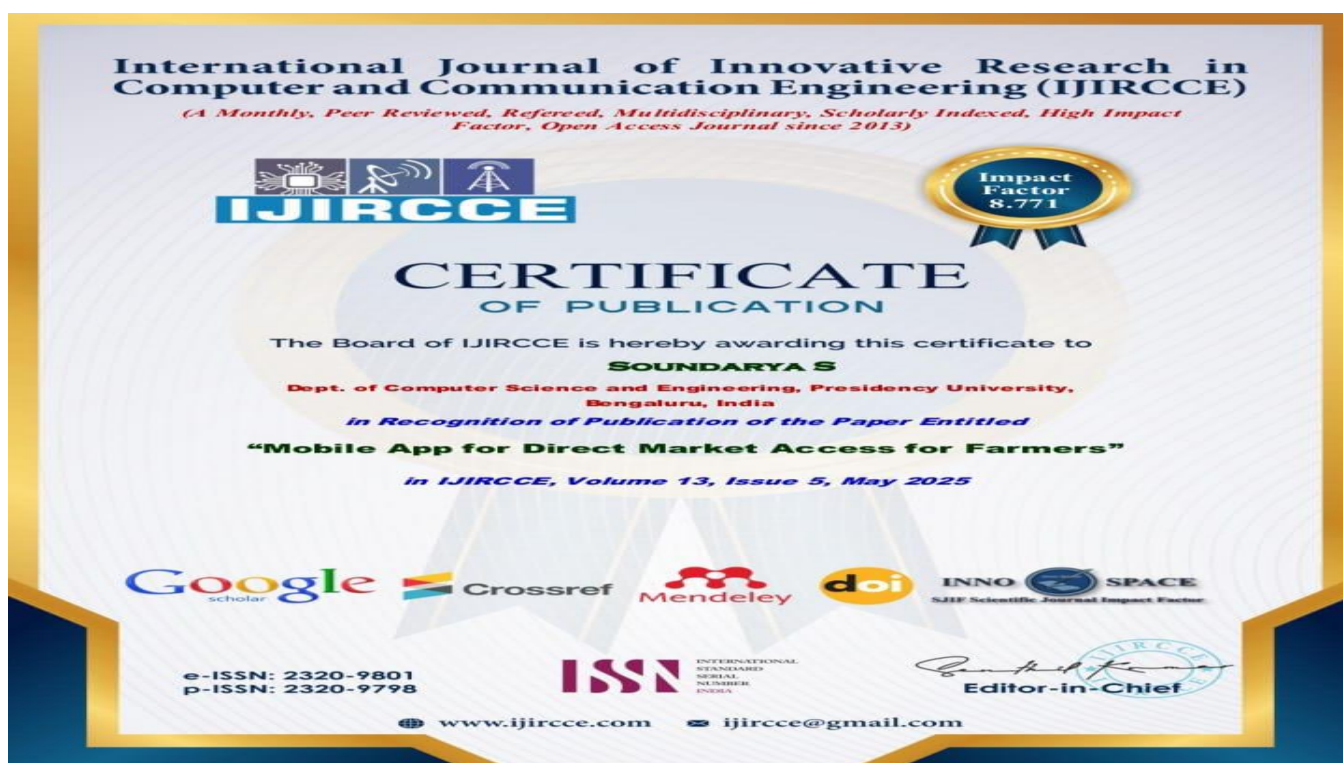 International Journal of Innovative Research in
Computer and Communication Engineering (IJIRCCE)
(A Monthly, Peer Reviewed, Refereed, Multidisciplinary, Scholarly Indexed, High Impact
Factor, Open Access Journal since 2013)
IJIRCCE
Impact
Factor
8.771
CERTIFICATE
OF PUBLICATION
The Board of IJIRCCE is hereby awarding this certificate to
SOUNDARYA S
Dept. of Computer Science and Engineering, Presidency University,
Bengaluru, India
in Recognition of Publication of the Paper Entitled
“Mobile App for Direct Market Access for Farmers”
in IJIRCCE, Volume 13, Issue 5, May 2025
Google
scholar
Crossref
Mendeley
doi
INNO SPACE
SJIF Scientific Journal Impact Factor
e-ISSN: 2320-9801
p-ISSN: 2320-9798
ISSN
INTERNATIONAL
STANDARD
SERIAL
NUMBER
INDIA
IJIRCCE
Senthil Kumar
Editor-in-Chief
www.ijircce.com ijircce@gmail.com